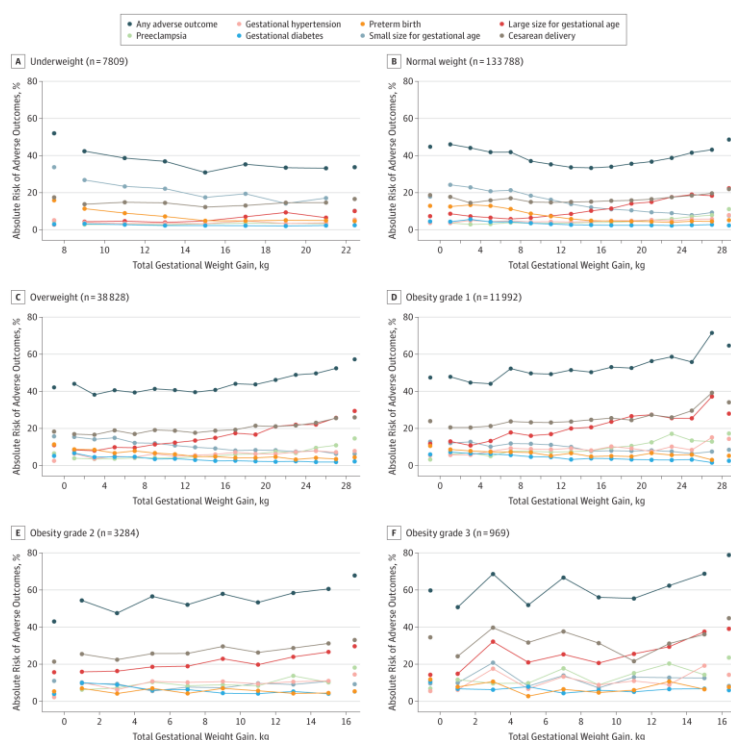 Any adverse outcome Gestational hypertension Preterm birth Large size for gestational age
Preeclampsia Gestational diabetes Small size for gestational age Cesarean delivery
A Underweight (n = 7809)
Absolute Risk of Adverse Outcomes, %
80
60
40
20
0
8 10 12 14 16 18 20 22
Total Gestational Weight Gain, kg
B Normal weight (n = 133 788)
Absolute Risk of Adverse Outcomes, %
80
60
40
20
0
0 4 8 12 16 20 24 28
Total Gestational Weight Gain, kg
C Overweight (n = 38 828)
Absolute Risk of Adverse Outcomes, %
80
60
40
20
0
0 4 8 12 16 20 24 28
Total Gestational Weight Gain, kg
D Obesity grade 1 (n = 11 992)
Absolute Risk of Adverse Outcomes, %
80
60
40
20
0
0 4 8 12 16 20 24 28
Total Gestational Weight Gain, kg
E Obesity grade 2 (n = 3284)
Absolute Risk of Adverse Outcomes, %
80
60
40
20
0
0 2 4 6 8 10 12 14 16
Total Gestational Weight Gain, kg
F Obesity grade 3 (n = 969)
Absolute Risk of Adverse Outcomes, %
80
60
40
20
0
0 2 4 6 8 10 12 14 16
Total Gestational Weight Gain, kg